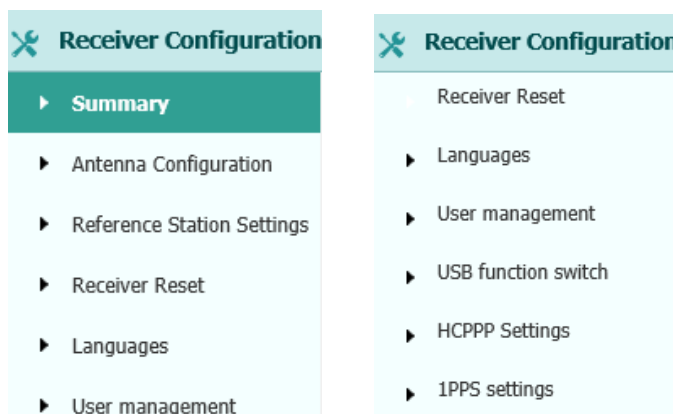 Receiver Configuration
Summary
Antenna Configuration
Reference Station Settings
Receiver Reset
Languages
User management
Receiver Configuration
Receiver Reset
Languages
User management
USB function switch
HCPPP Settings
1PPS settings